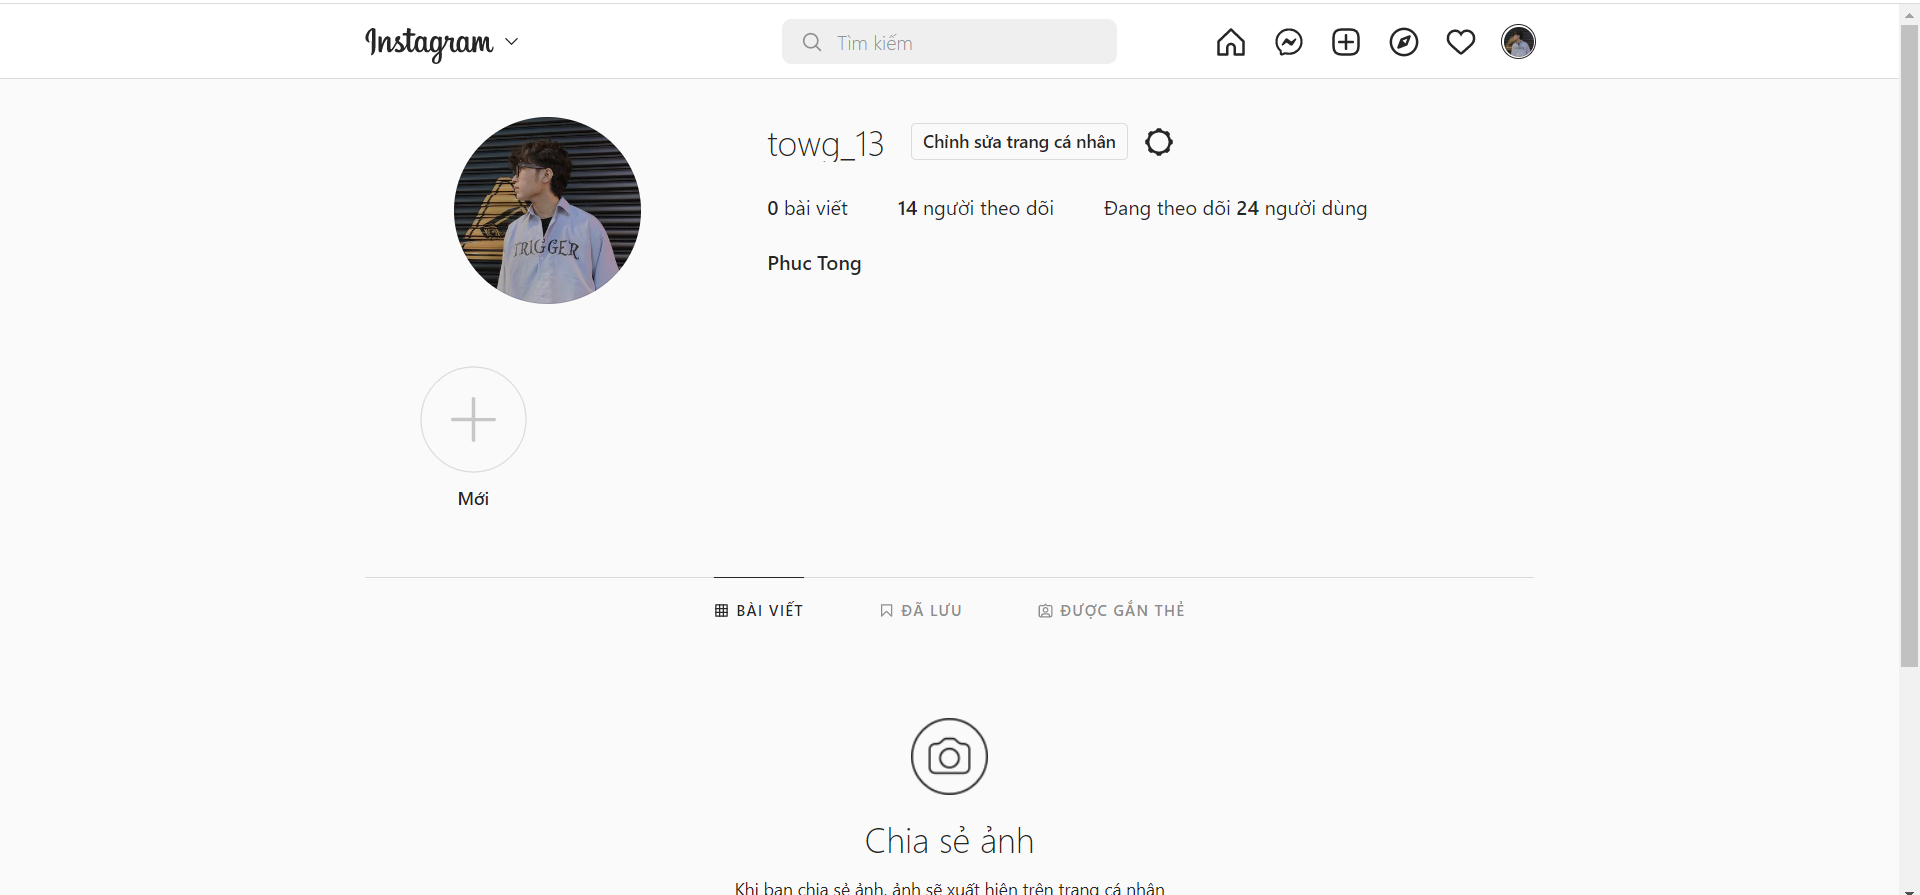 Instagram
Tìm kiếm
towg_13 Chỉnh sửa trang cá nhân
0 bài viết 14 người theo dõi Đang theo dõi 24 người dùng
Phuc Tong
TRIGGER
Mới
BÀI VIẾT ĐÃ LƯU ĐƯỢC GẮN THẺ
Chia sẻ ảnh
Khi bạn chia sẻ ảnh, ảnh sẽ xuất hiện trên trang cá nhân